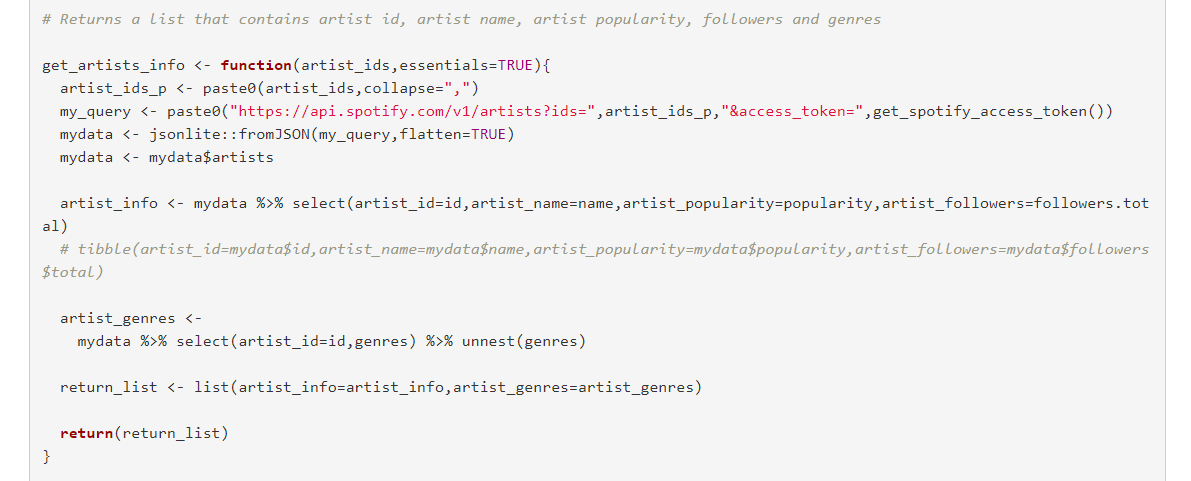 # Returns a list that contains artist id, artist name, artist popularity, followers and genres
get_artists_info <- function(artist_ids,essentials=TRUE){
artist_ids_p <- paste0(artist_ids,collapse=",")
my_query <- paste0("https://api.spotify.com/v1/artists?ids=",artist_ids_p,"&access_token=",get_spotify_access_token())
mydata <- jsonlite::fromJSON(my_query,flatten=TRUE)
mydata <- mydata$artists
artist_info <- mydata %>% select(artist_id=id,artist_name=name,artist_popularity=popularity,artist_followers=followers.tot
al)
# tibble(artist_id=mydata$id,artist_name=mydata$name,artist_popularity=mydata$popularity,artist_followers=mydata$followers
$total)
artist_genres <-
mydata %>% select(artist_id=id,genres) %>% unnest(genres)
return_list <- list(artist_info=artist_info,artist_genres=artist_genres)
return(return_list)
}